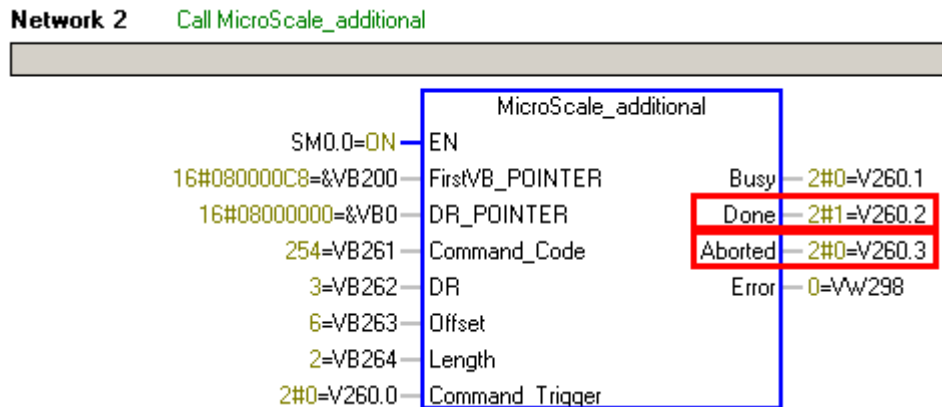 Network 2 Call MicroScale_additional
MicroScale_additional
SM0.0=ON EN
16#080000C8=&VB200 FirstVB_POINTER Busy 2#0=V260.1
16#08000000=&VB0 DR_POINTER Done 2#1=V260.2
254=VB261 Command_Code Aborted 2#0=V260.3
3=VB262 DR Error 0=VW298
6=VB263 Offset
2=VB264 Length
2#0=V260.0 Command_Trigger